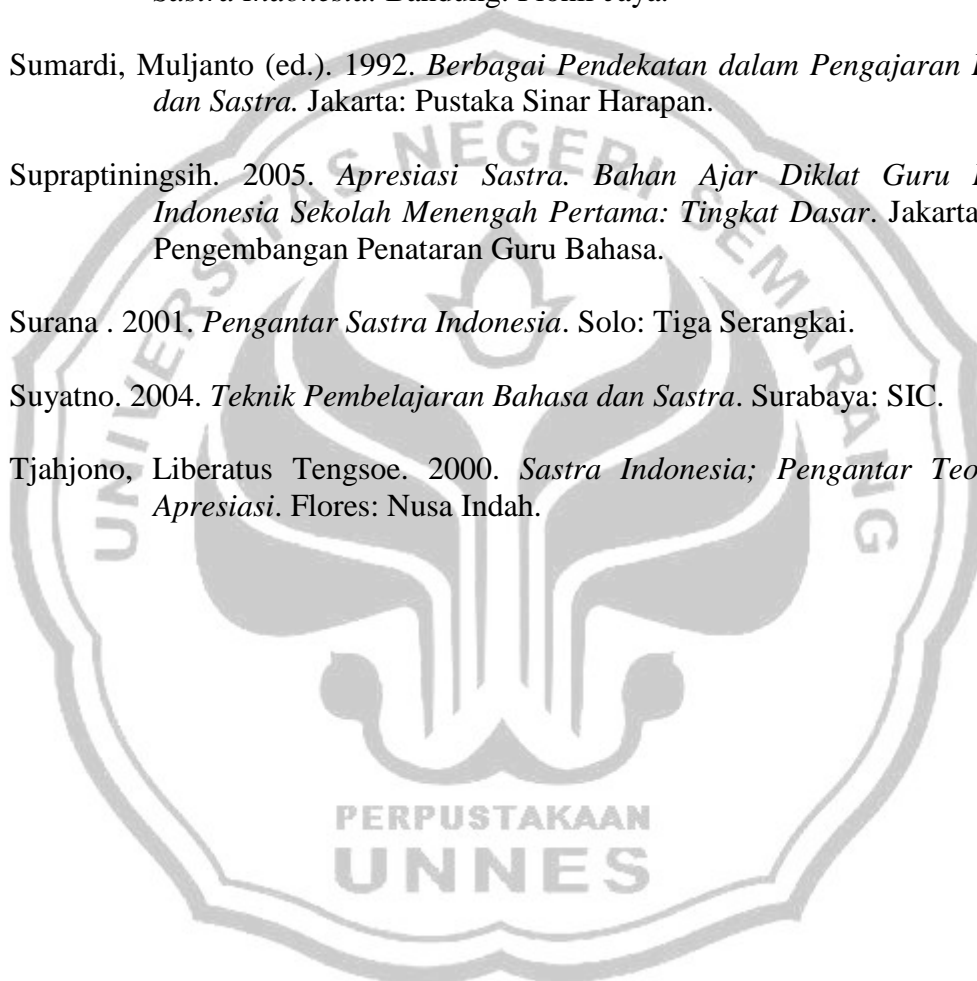 Sastra Indonesia. Bandung:
Sumardi, Muljanto (ed.). 1992. Berbagai Pendekatan dalam Pengajaran
dan Sastra. Jakarta: Pustaka Sinar Harapan.
Supraptiningsih. 2005. Apresiasi Sastra. Bahan Ajar Diklat Guru
Indonesia Sekolah Menengah Pertama: Tingkat Dasar. Jakarta
Pengembangan Penataran Guru Bahasa.
Surana . 2001. Pengantar Sastra Indonesia. Solo: Tiga Serangkai.
Suyatno. 2004. Teknik Pembelajaran Bahasa dan Sastra. Surabaya: SIC.
Tjahjono, Liberatus Tengsoe. 2000. Sastra Indonesia; Pengantar Teo
Apresiasi. Flores: Nusa Indah.
UNIVERSITAS NEGERI SEMARANG
PERPUSTAKAAN
UNNES